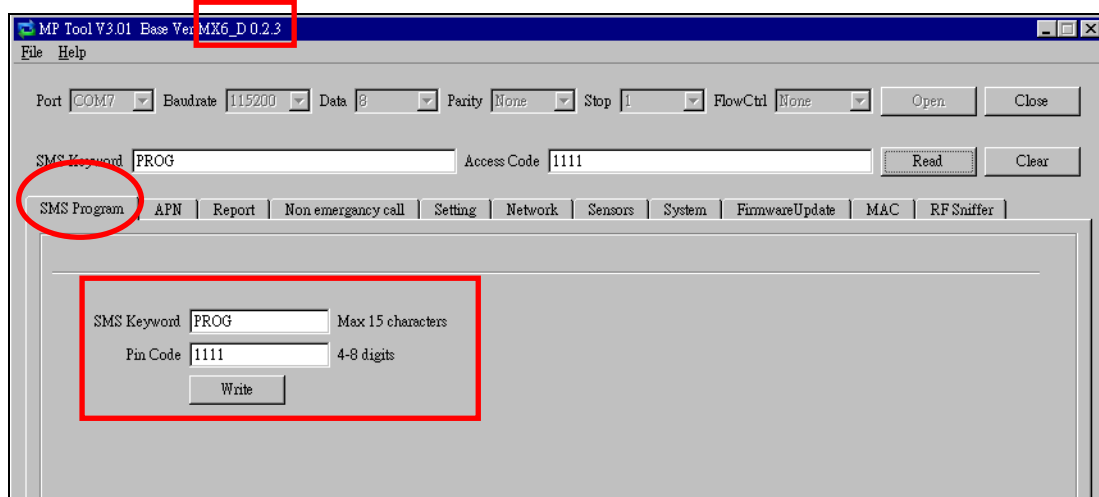 MP Tool V3.01 Base Ver MX6_D 0.2.3
File Help
Port COM7 Baudrate 115200 Data 8 Parity None Stop 1 FlowCtrl None Open Close
SMS Keyword PROG Access Code 1111 Read Clear
SMS Program APN Report Non emergancy call Setting Network Sensors System FirmwareUpdate MAC RF Sniffer
SMS Keyword PROG Max 15 characters
Pin Code 1111 4-8 digits
Write